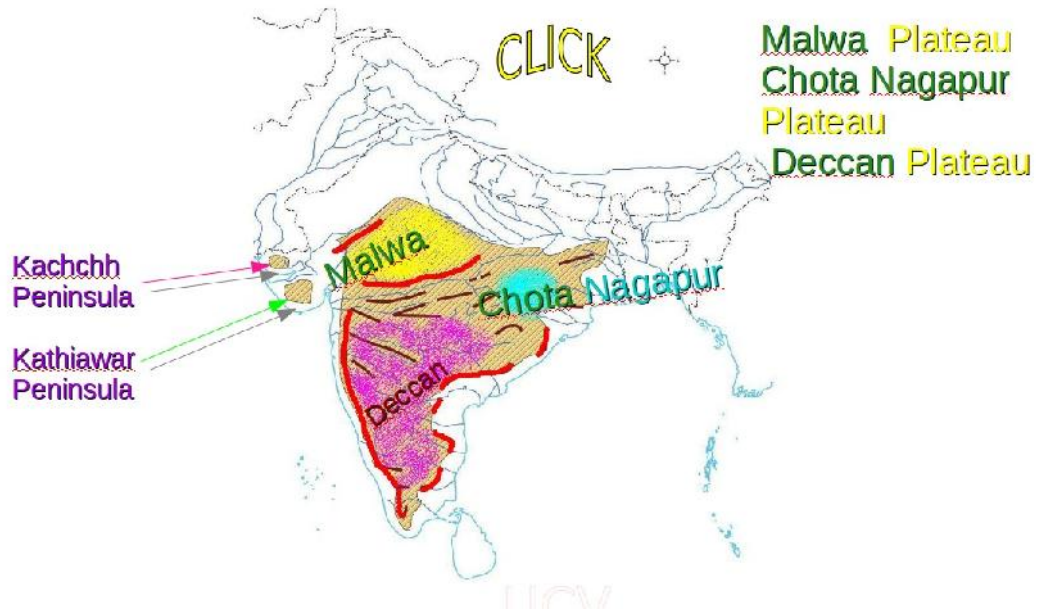 CLICK
Malwa Plateau
Chota Nagapur
Plateau
Deccan Plateau
Malwa
Chota Nagapur
Kachchh
Peninsula
Kathiawar
Peninsula
Deccan